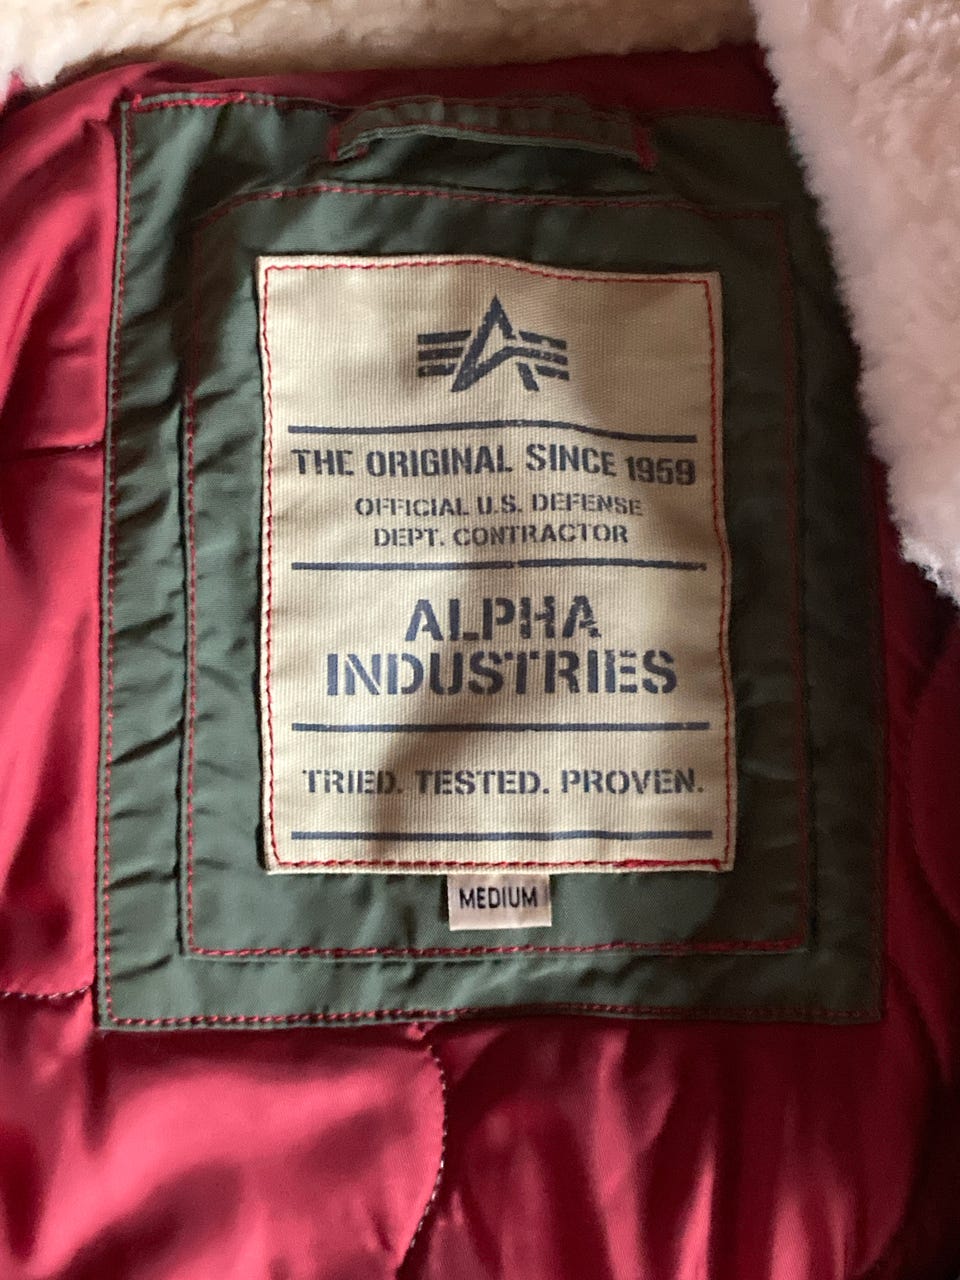 THE ORIGINAL SINCE 1959
OFFICIAL U.S. DEFENSE
DEPT. CONTRACTOR
ALPHA
INDUSTRIES
TRIED. TESTED. PROVEN.
MEDIUM